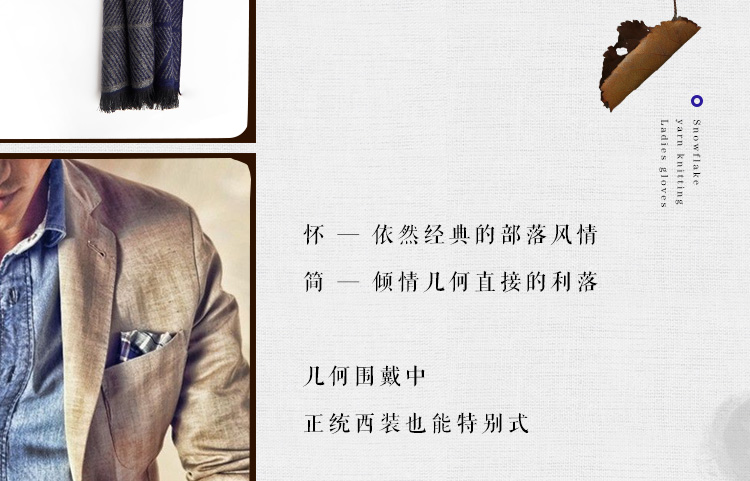 Snowflake
yarn knitting
Ladies gloves
怀 — 依然经典的部落风情
简 — 倾情几何直接的利落
几何围戴中
正统西装也能特别式